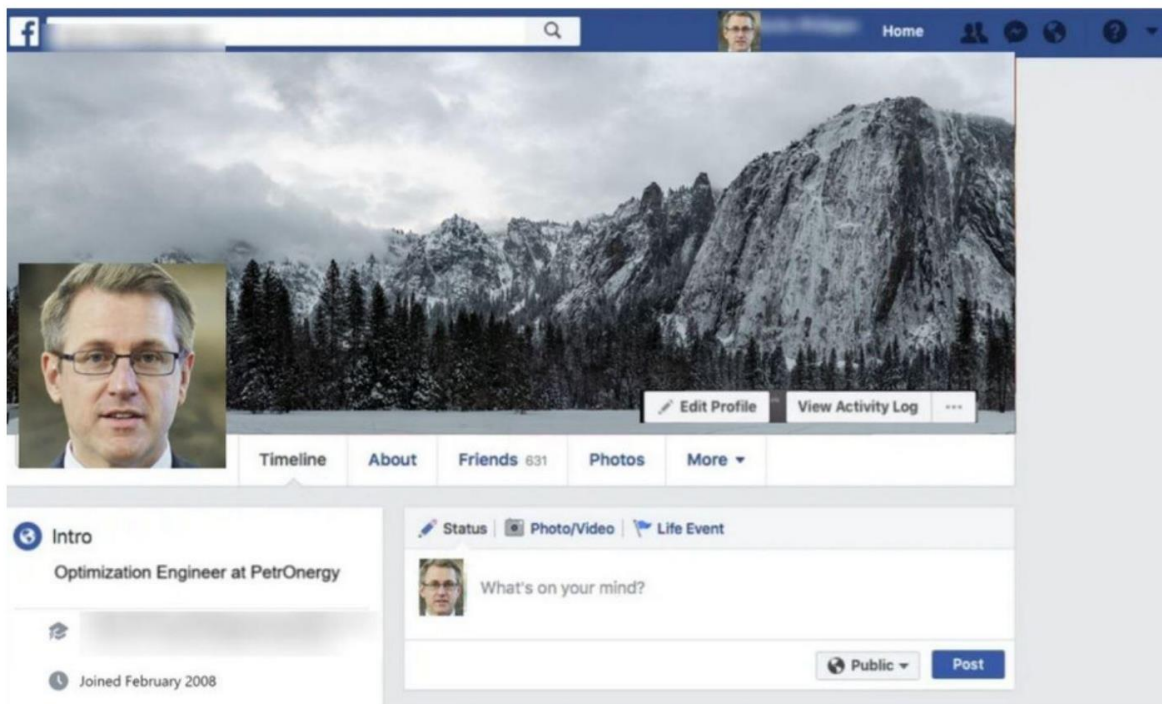 f
Home
Edit Profile
View Activity Log
Timeline
About
Friends 631
Photos
More
Status
Photo/Video
Life Event
Intro
Optimization Engineer at PetrOnergy
Joined February 2008
What's on your mind?
Public
Post